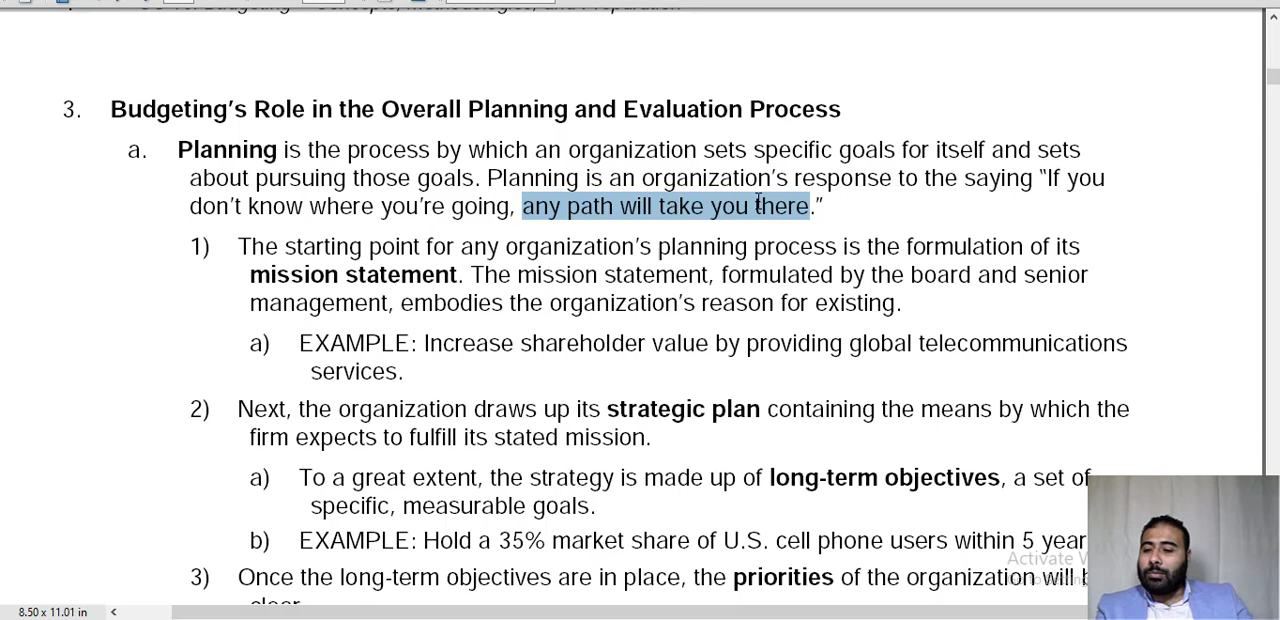 3. Budgeting's Role in the Overall Planning and Evaluation Process
a. Planning is the process by which an organization sets specific goals for itself and sets
about pursuing those goals. Planning is an organization's response to the saying "If you
don't know where you're going, any path will take you there."
1) The starting point for any organization's planning process is the formulation of its
mission statement. The mission statement, formulated by the board and senior
management, embodies the organization's reason for existing.
a) EXAMPLE: Increase shareholder value by providing global telecommunications
services.
2) Next, the organization draws up its strategic plan containing the means by which the
firm expects to fulfill its stated mission.
a) To a great extent, the strategy is made up of long-term objectives, a set of
specific, measurable goals.
b) EXAMPLE: Hold a 35% market share of U.S. cell phone users within 5 year
Activate
3) Once the long-term objectives are in place, the priorities of the organization will
8.50 x 11.01 in